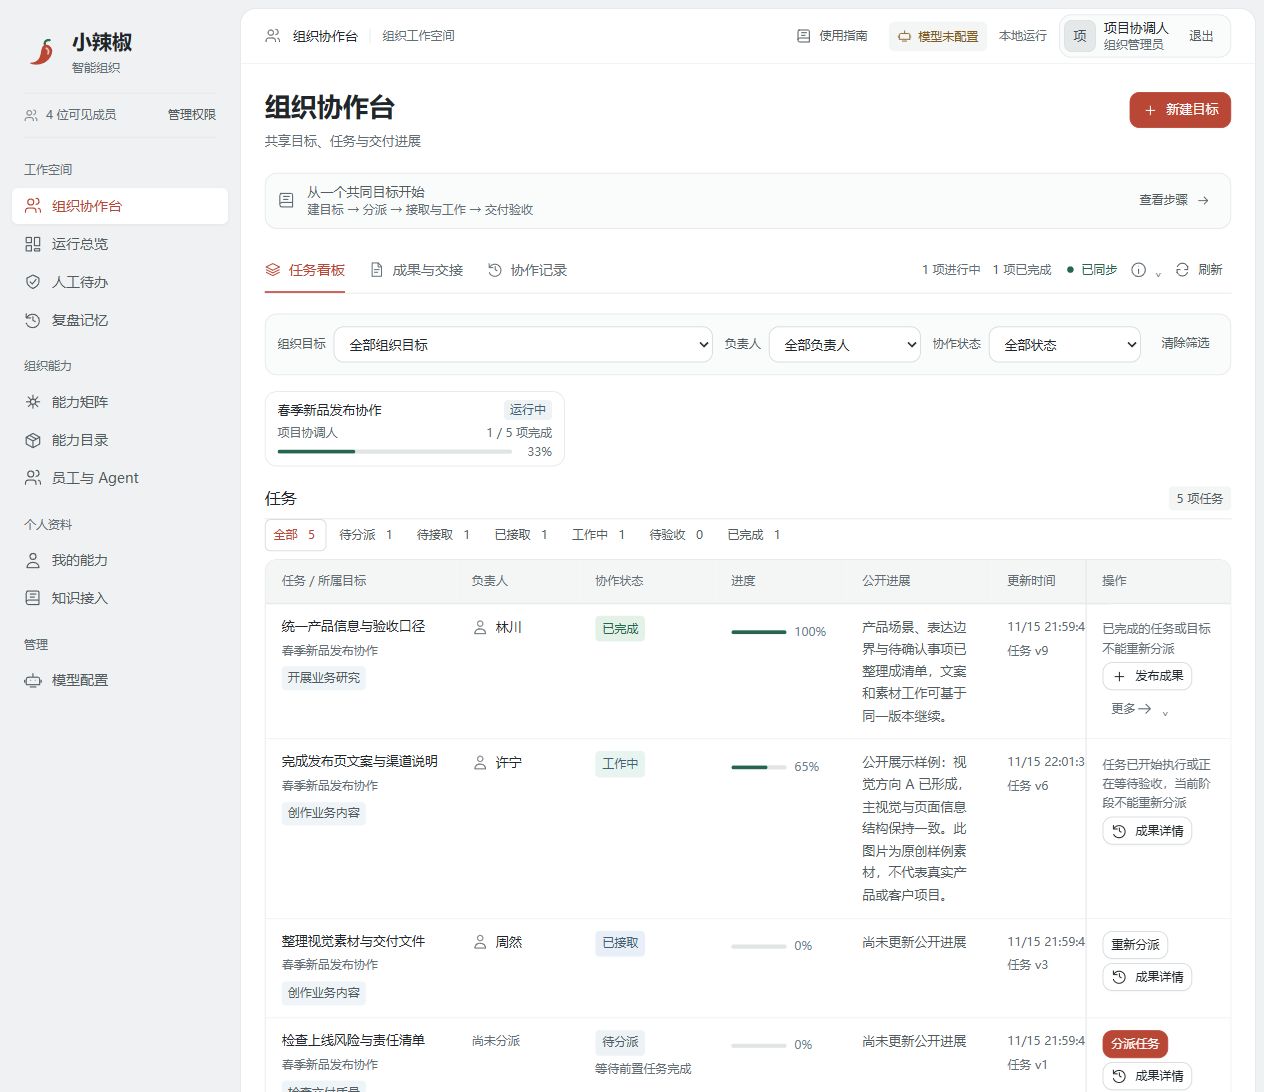 小辣椒
智能组织
4 位可见成员 管理权限
工作空间
组织协作台
运行总览
人工待办
复盘记忆
组织能力
能力矩阵
能力目录
员工与 Agent
个人资料
我的能力
知识接入
管理
模型配置
组织协作台 组织工作空间 使用指南 模型未配置 本地运行 项 项目协调人 组织管理员 退出
组织协作台
共享目标、任务与交付进展
+ 新建目标
从一个共同目标开始
建目标 → 分派 → 接取与工作 → 交付验收
查看步骤 →
任务看板 成果与交接 协作记录 1 项进行中 1 项已完成 已同步 刷新
组织目标 全部组织目标 负责人 全部负责人 协作状态 全部状态 清除筛选
春季新品发布协作 运行中
项目协调人 1 / 5 项完成
33%
任务 5 项任务
全部 5 待分派 1 待接取 1 已接取 1 工作中 1 待验收 0 已完成 1
任务 / 所属目标 负责人 协作状态 进度 公开进展 更新时间 操作
统一产品信息与验收口径
春季新品发布协作
开展业务研究
林川
已完成
100%
产品场景、表达边
界与待确认事项已
整理成清单，文案
和素材工作可基于
同一版本继续。
11/15 21:59:4
任务 v9
已完成的任务或目标
不能重新分派
+ 发布成果
更多→
完成发布页文案与渠道说明
春季新品发布协作
创作业务内容
许宁
工作中
65%
公开展示样例：视
觉方向 A 已形成，
主视觉与页面信息
结构保持一致。此
图片为原创样例素
材，不代表真实产
品或客户项目。
11/15 22:01:3
任务 v6
任务已开始执行或正
在等待验收，当前阶
段不能重新分派
成果详情
整理视觉素材与交付文件
春季新品发布协作
创作业务内容
周然
已接取
0%
尚未更新公开进展
11/15 21:59:4
任务 v3
重新分派
成果详情
检查上线风险与责任清单
春季新品发布协作
检查交付质量
尚未分派
待分派
等待前置任务完成
0%
尚未更新公开进展
11/15 21:59:4
任务 v1
分派任务
成果详情